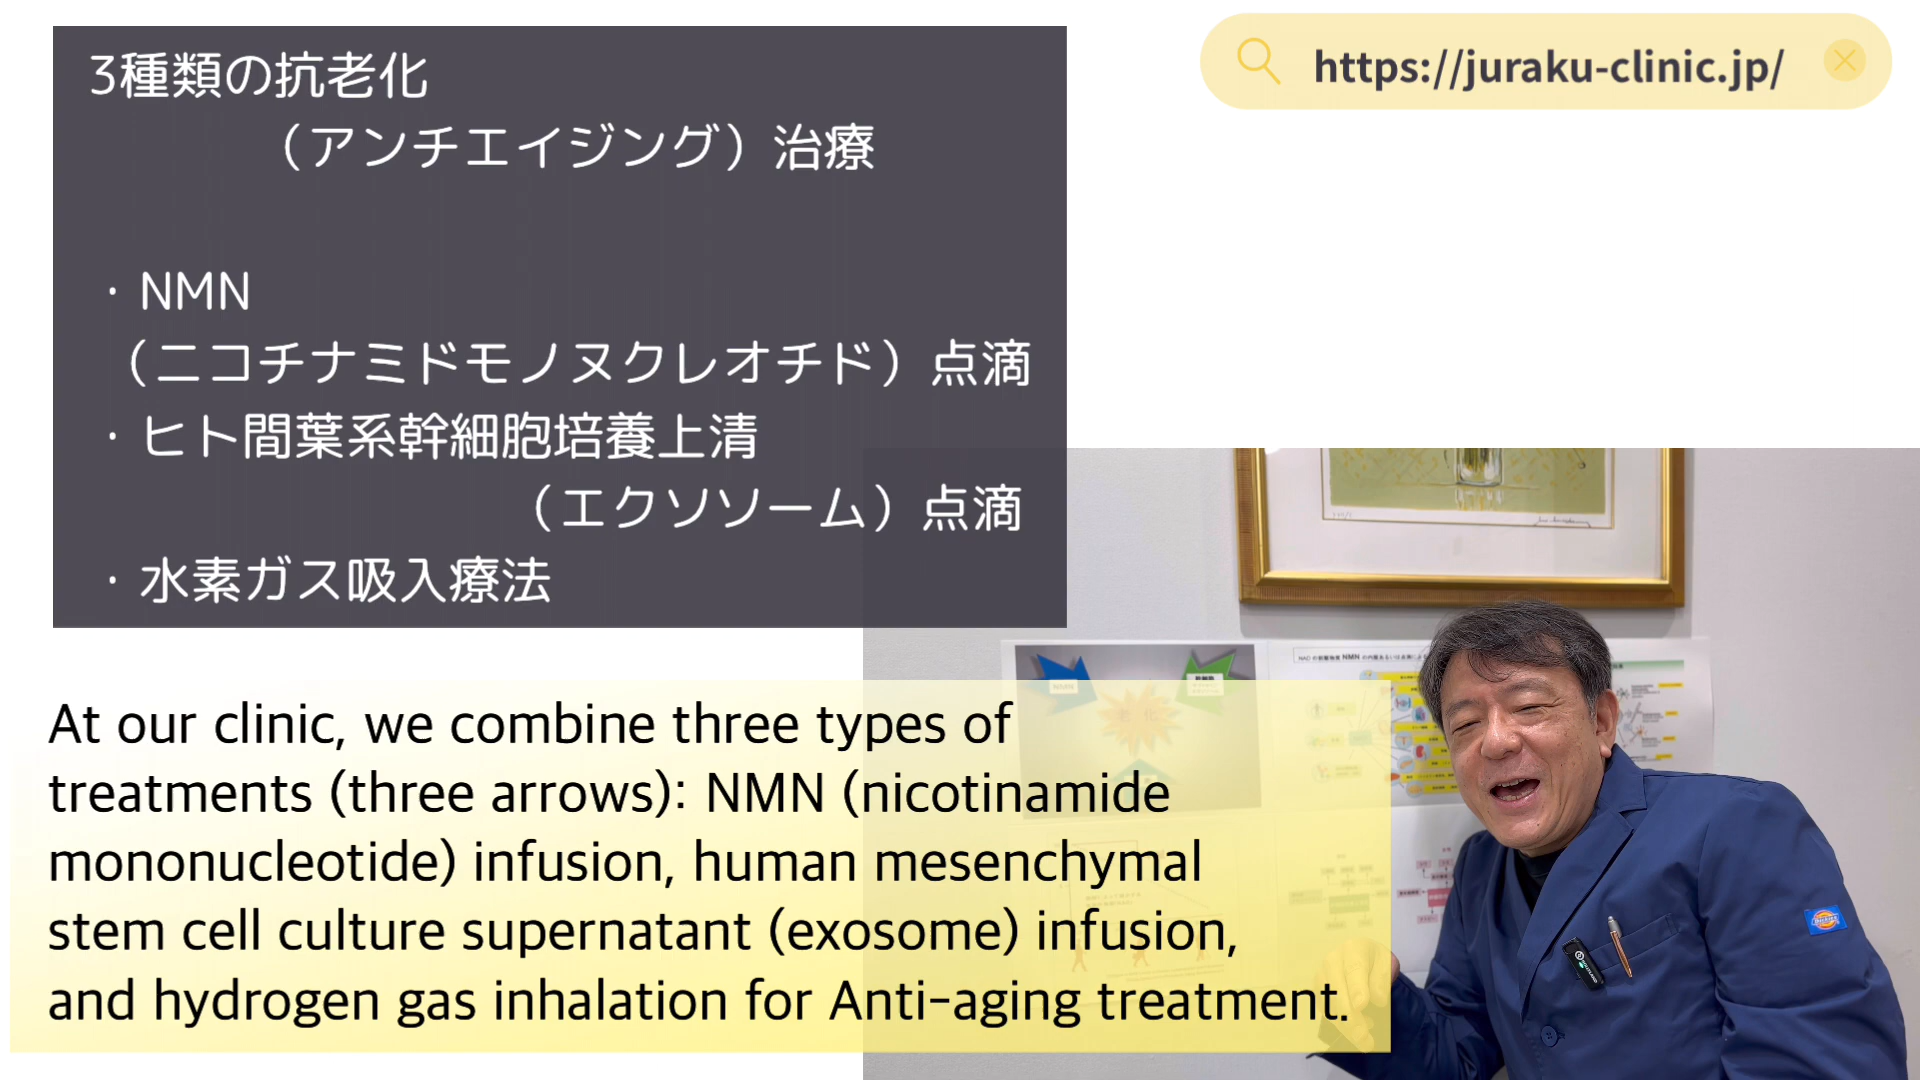 3種類の抗老化
（アンチエイジング）治療
・NMN
（ニコチナミドモノヌクレオチド）点滴
・ヒト間葉系幹細胞培養上清
（エクソソーム）点滴
・水素ガス吸入療法
https://juraku-clinic.jp/
At our clinic, we combine three types of
treatments (three arrows): NMN (nicotinamide
mononucleotide) infusion, human mesenchymal
stem cell culture supernatant (exosome) infusion,
and hydrogen gas inhalation for Anti-aging treatment.
NMN
Dickies